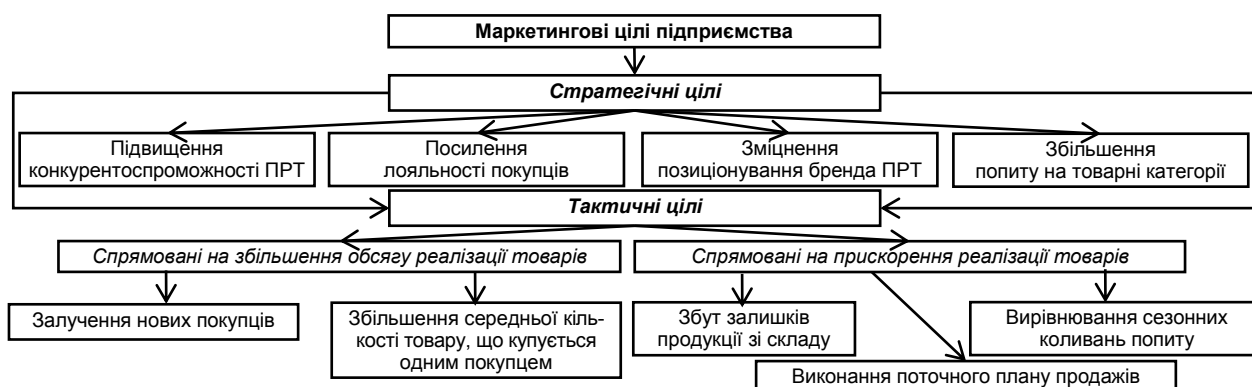 Маркетингові цілі підприємства
Стратегічні цілі
Підвищення
конкурентоспроможності ПРТ
Посилення
лояльності покупців
Зміцнення
позиціонування бренда ПРТ
Збільшення
попиту на товарні категорії
Тактичні цілі
Спрямовані на збільшення обсягу реалізації товарів
Спрямовані на прискорення реалізації товарів
Залучення нових покупців
Збільшення середньої кіль-
кості товару, що купується
одним покупцем
Збут залишків
продукції зі складу
Вирівнювання сезонних
коливань попиту
Виконання поточного плану продажів